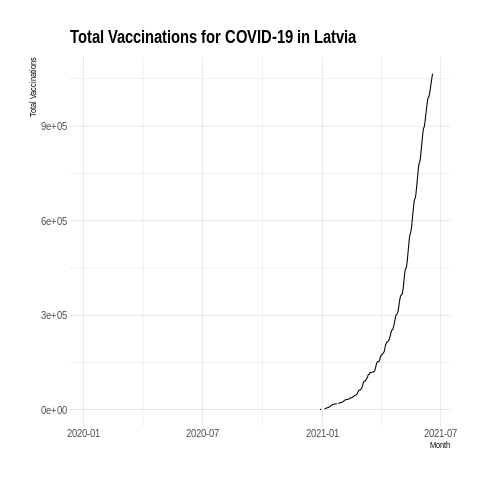 Total Vaccinations for COVID-19 in Latvia
Total Vaccinations
9e+05
6e+05
3e+05
0e+00
2020-01 2020-07 2021-01 2021-07
Month